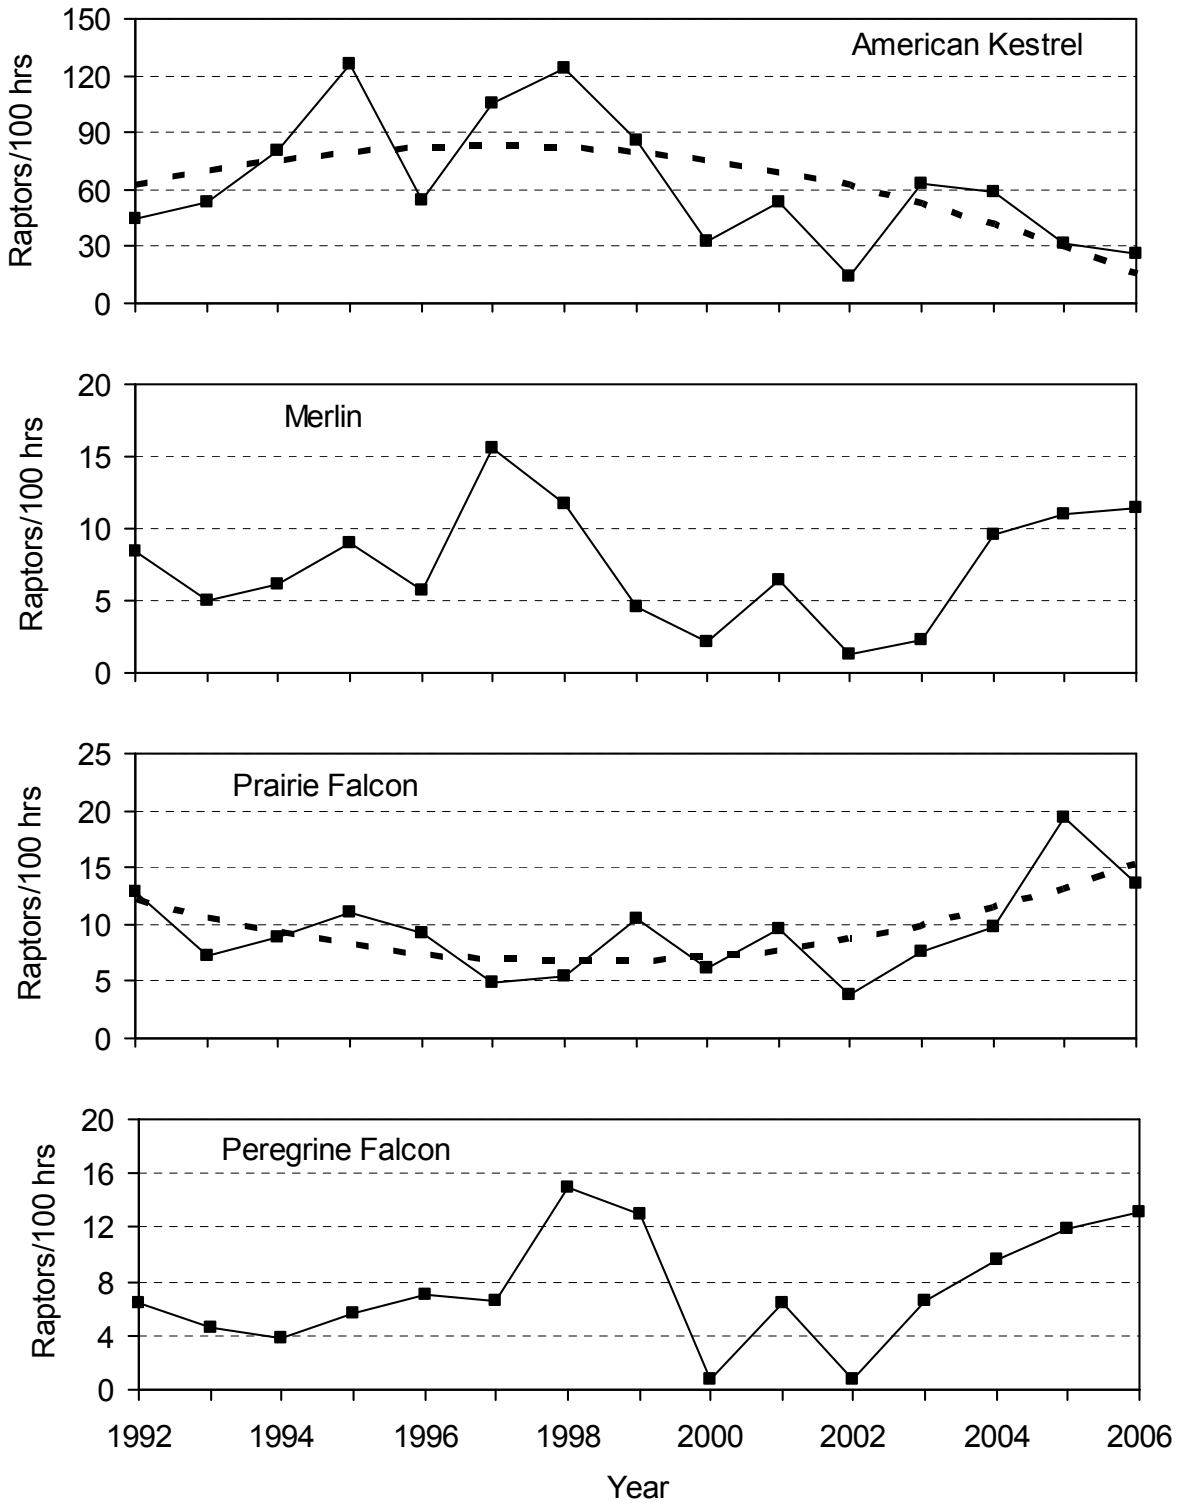 150
American Kestrel
120
90
60
30
0
Raptors/100 hrs
20
Merlin
15
10
5
0
Raptors/100 hrs
25
Prairie Falcon
20
15
10
5
0
Raptors/100 hrs
20
Peregrine Falcon
16
12
8
4
0
Raptors/100 hrs
1992 1994 1996 1998 2000 2002 2004 2006
Year